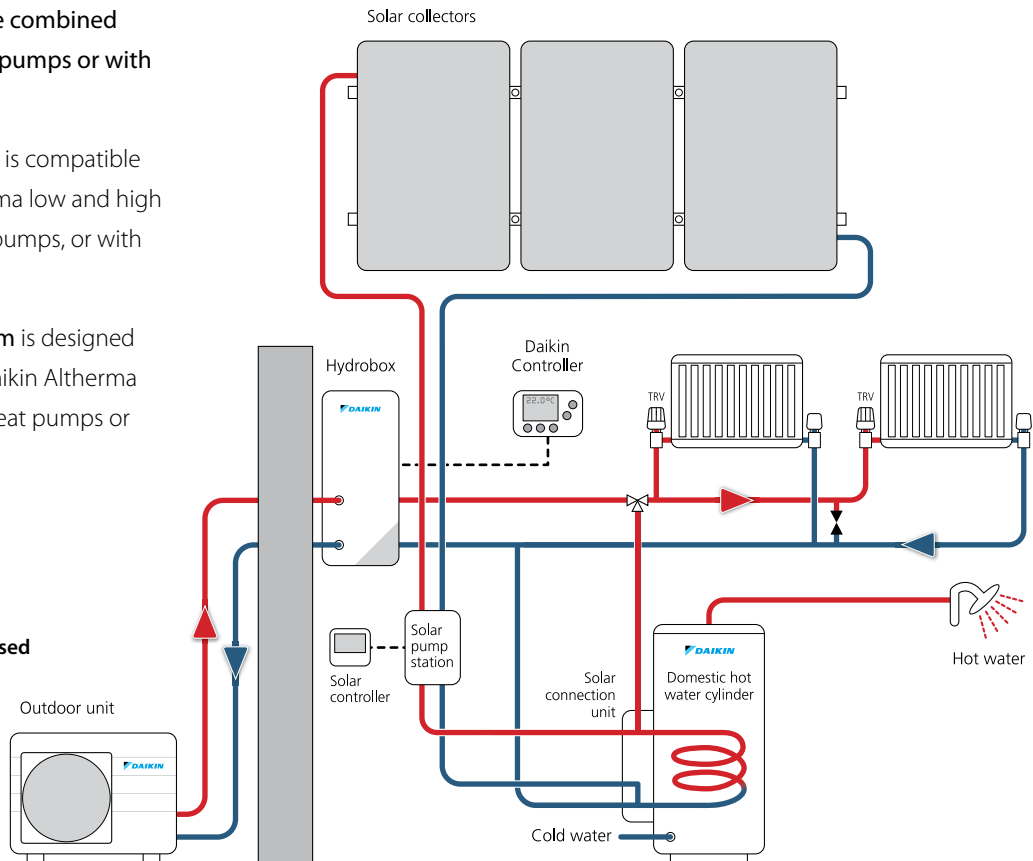 e combined
pumps or with
is compatible
ma low and high
pumps, or with
m is designed
aikin Altherma
eat pumps or
sed
Solar collectors
Hydrobox
DAIKIN
Daikin
Controller
22.0°C
TRV
TRV
Solar
pump
station
Solar
controller
Outdoor unit
DAIKIN
Solar
connection
unit
DAIKIN
Domestic hot
water cylinder
Hot water
Cold water